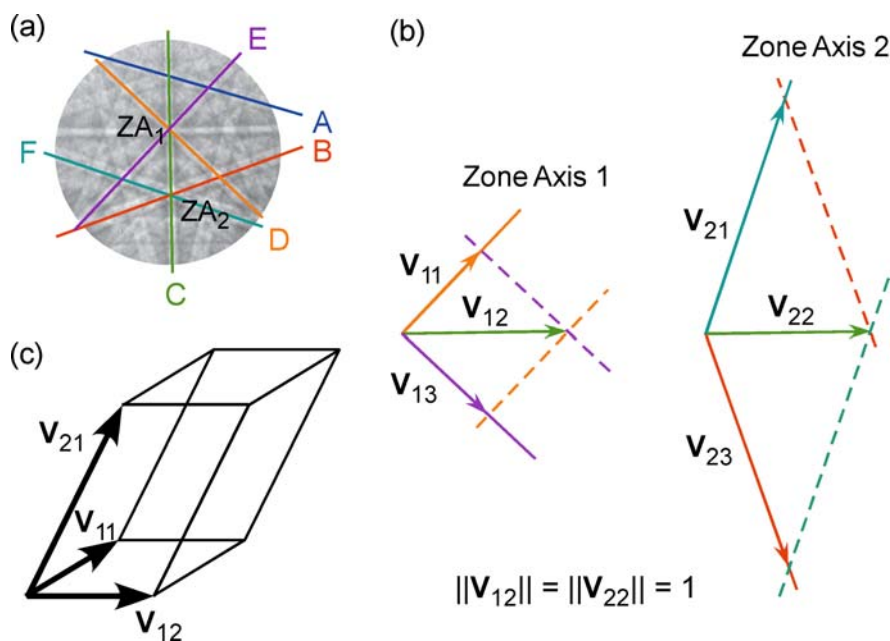 (a)
E
A
ZA₁
B
F
ZA₂
D
C
(b)
Zone Axis 2
Zone Axis 1
V₂₁
V₁₁
V₁₂
V₂₂
V₁₃
V₂₃
||V₁₂|| = ||V₂₂|| = 1
(c)
V₂₁
V₁₁
V₁₂